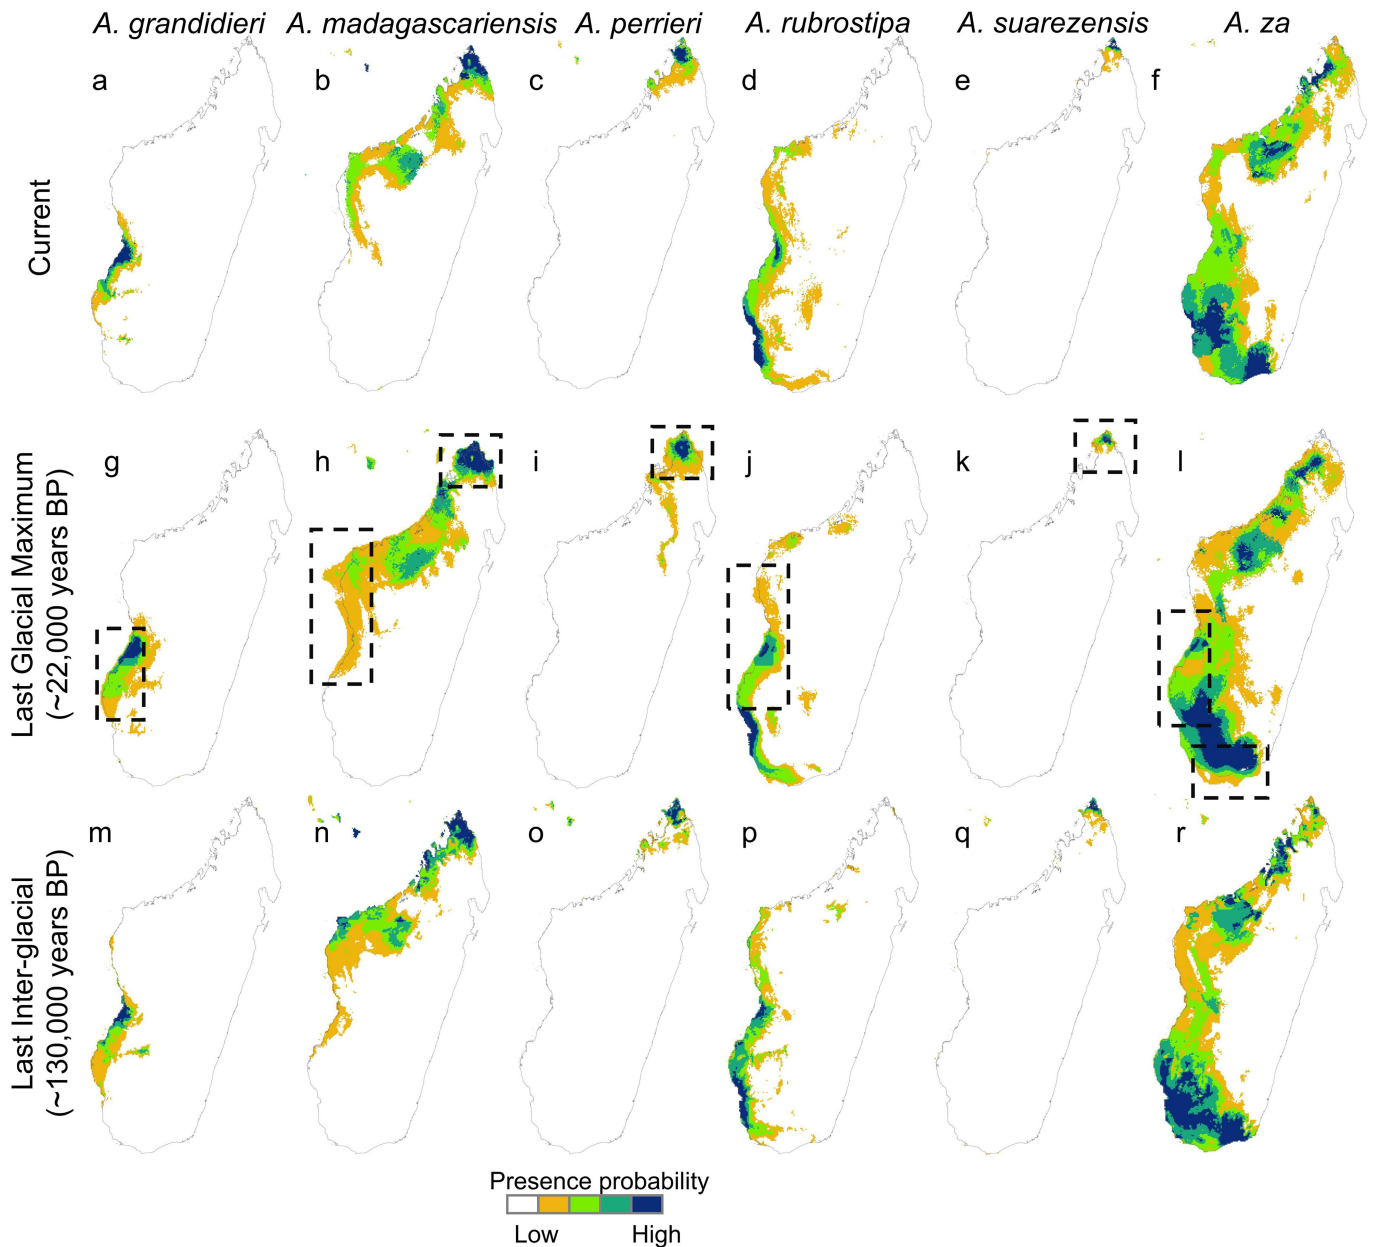 A. grandidieri A. madagascariensis A. perrieri A. rubrostipa A. suarezensis A. za
a b c d e f
Current
g h i j k l
Last Glacial Maximum
(~22,000 years BP)
m n o p q r
Last Inter-glacial
(~130,000 years BP)
Presence probability
Low High